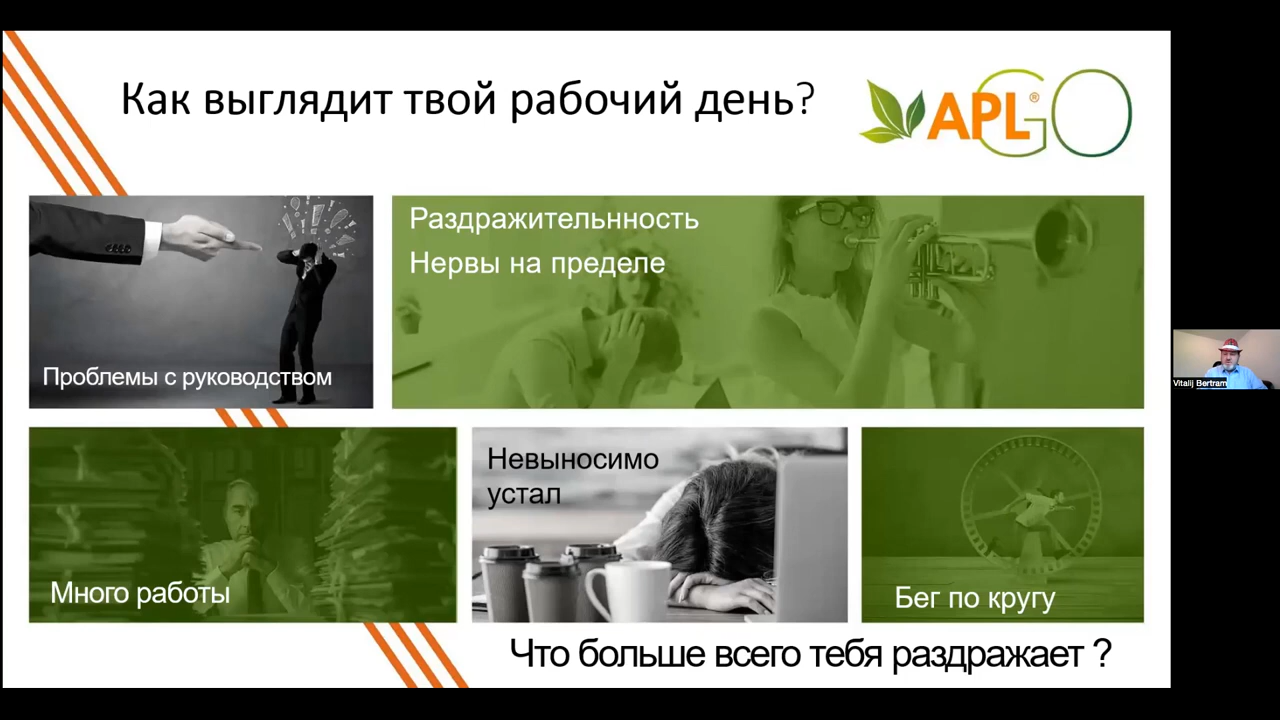 Как выглядит твой рабочий день?
APL® GO
Раздражительнность
Нервы на пределе
Проблемы с руководством
Невыносимо
устал
Много работы
Бег по кругу
Что больше всего тебя раздражает ?
Vitalij Bertram